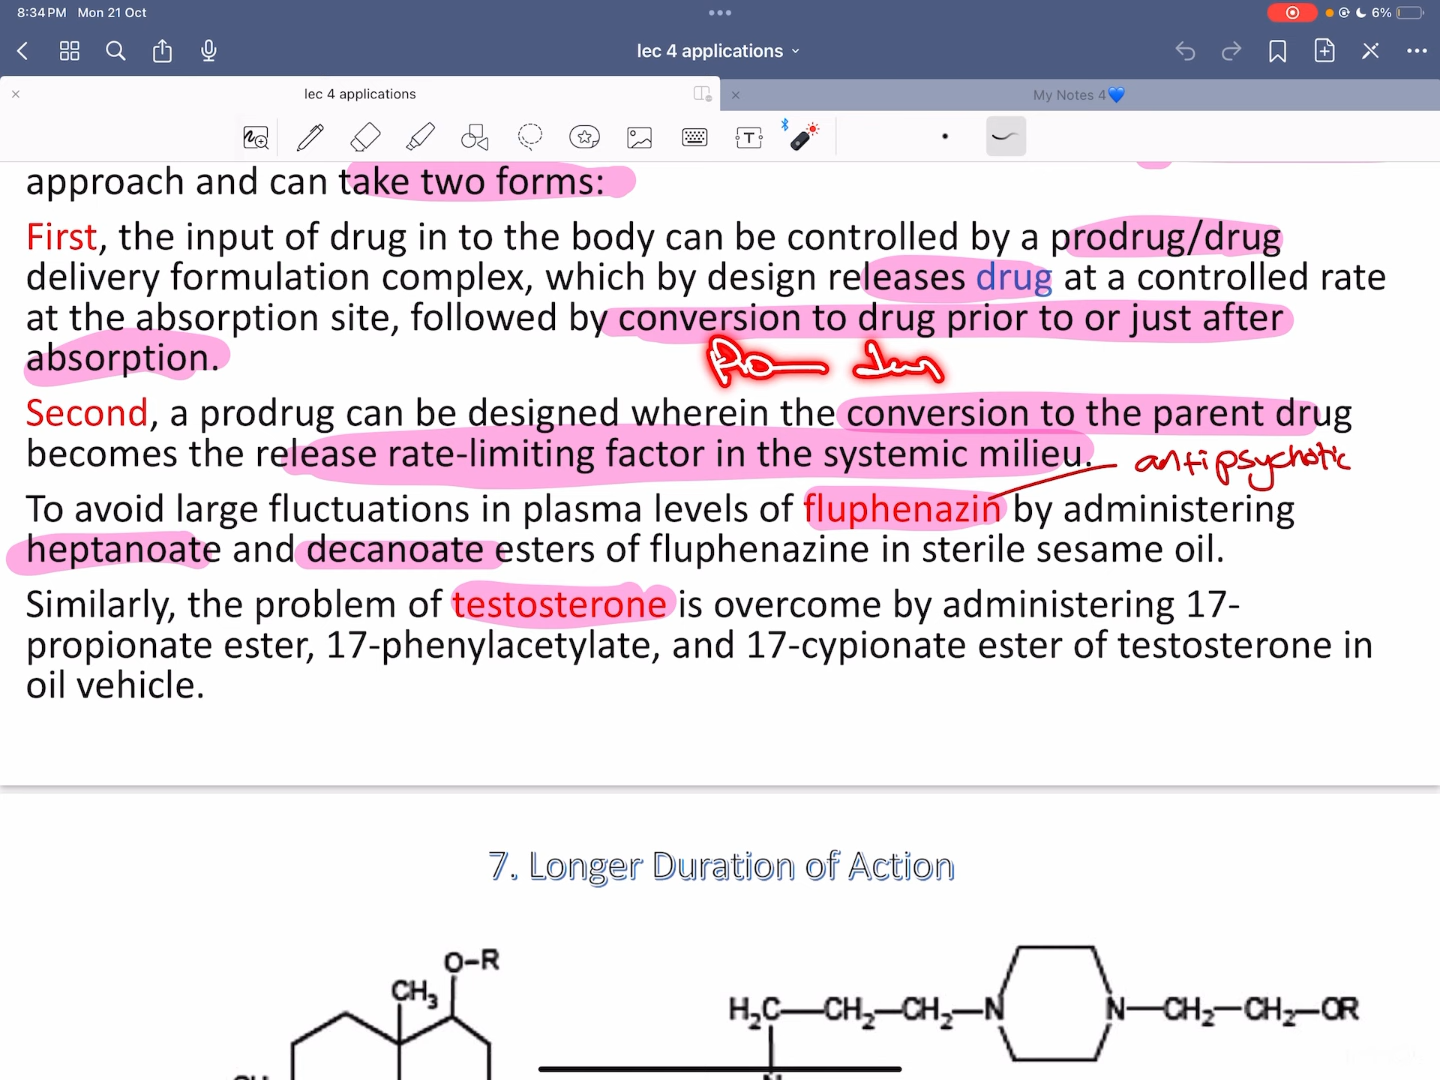 8:34 PM Mon 21 Oct
6%
lec 4 applications
lec 4 applications
My Notes 4💙
approach and can take two forms:
First, the input of drug in to the body can be controlled by a prodrug/drug
delivery formulation complex, which by design releases drug at a controlled rate
at the absorption site, followed by conversion to drug prior to or just after
absorption.
Second, a prodrug can be designed wherein the conversion to the parent drug
becomes the release rate-limiting factor in the systemic milieu.
antipsychotic
To avoid large fluctuations in plasma levels of fluphenazin by administering
heptanoate and decanoate esters of fluphenazine in sterile sesame oil.
Similarly, the problem of testosterone is overcome by administering 17-
propionate ester, 17-phenylacetylate, and 17-cypionate ester of testosterone in
oil vehicle.
7. Longer Duration of Action
O-R
CH₃
H₂C—CH₂—CH₂—N
N—CH₂—CH₂—OR